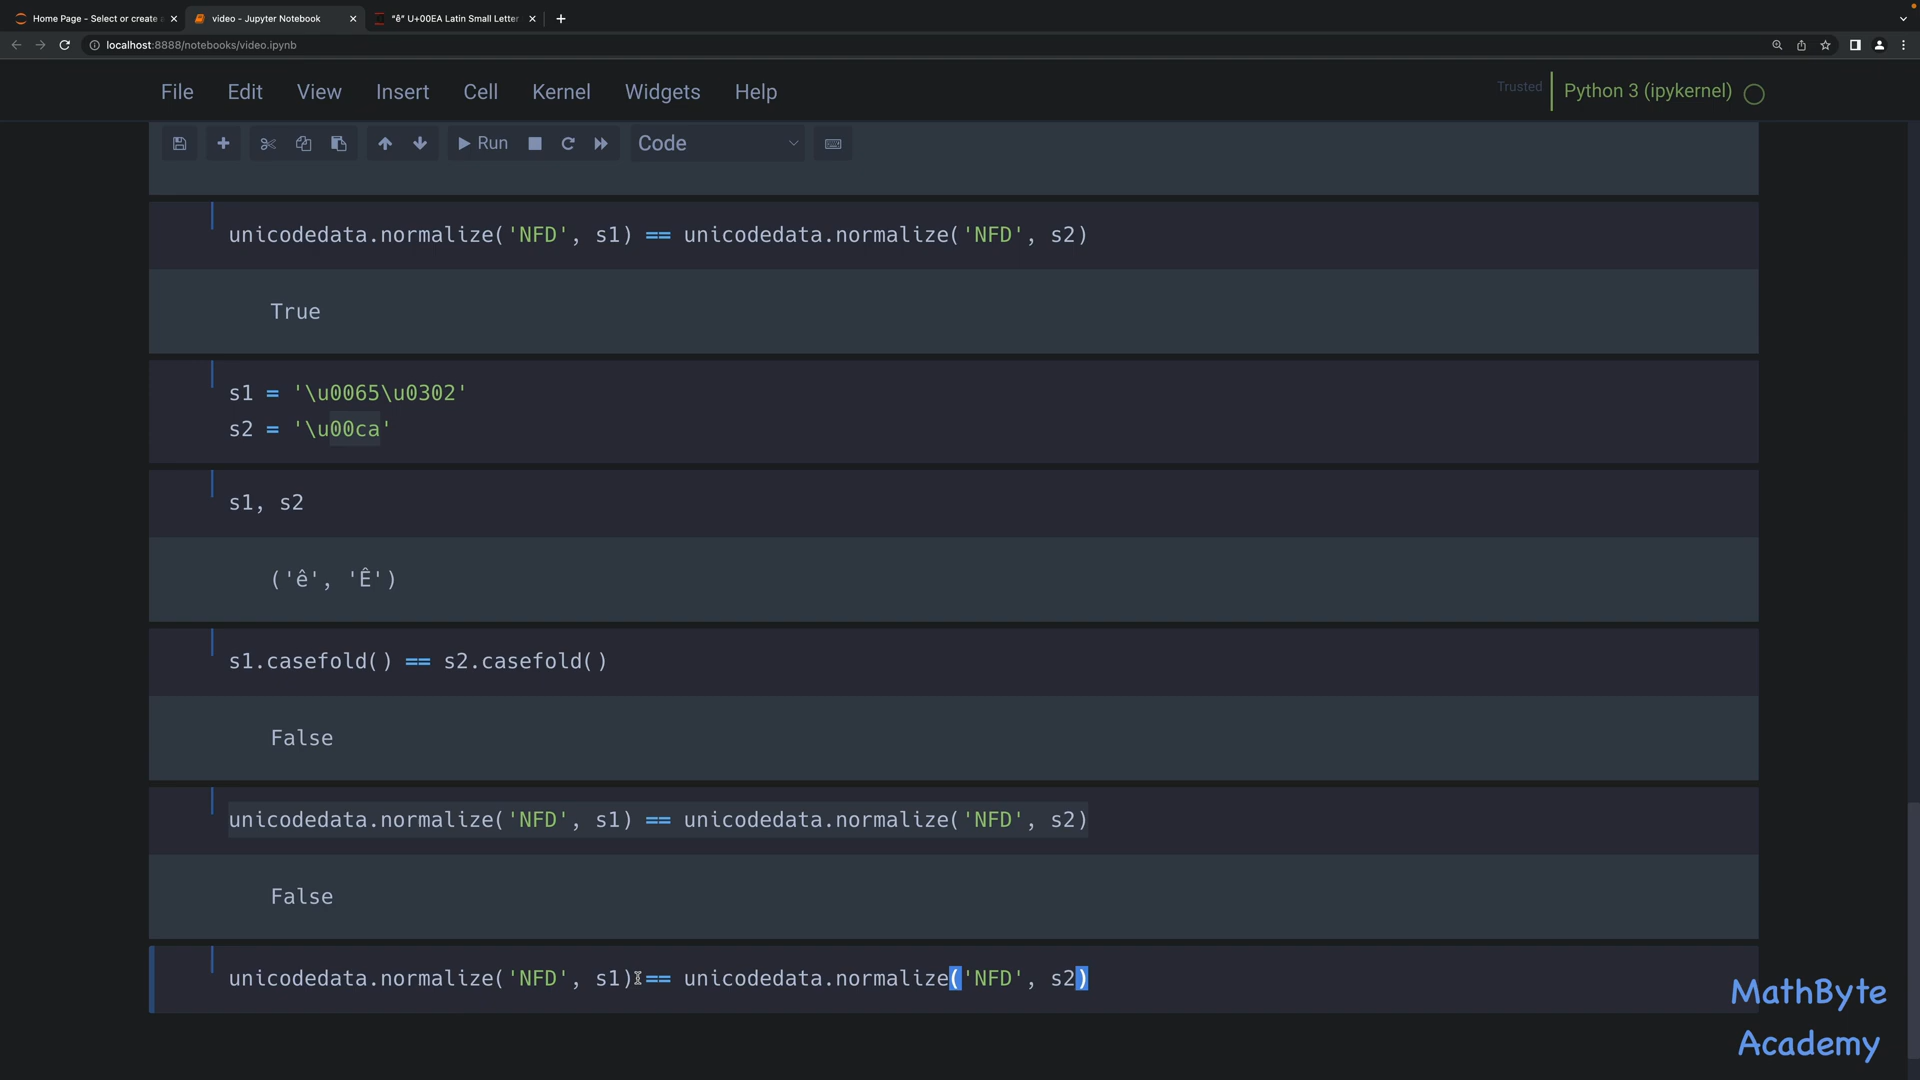 Home Page - Select or create a
video - Jupyter Notebook
"ê" U+00EA Latin Small Letter
localhost:8888/notebooks/video.ipynb
File Edit View Insert Cell Kernel Widgets Help
Trusted
Python 3 (ipykernel)
Run
Code
unicodedata.normalize('NFD', s1) == unicodedata.normalize('NFD', s2)
True
s1 = '\u0065\u0302'
s2 = '\u00ca'
s1, s2
('ê', 'Ê')
s1.casefold() == s2.casefold()
False
unicodedata.normalize('NFD', s1) == unicodedata.normalize('NFD', s2)
False
unicodedata.normalize('NFD', s1) == unicodedata.normalize('NFD', s2)
MathByte
Academy